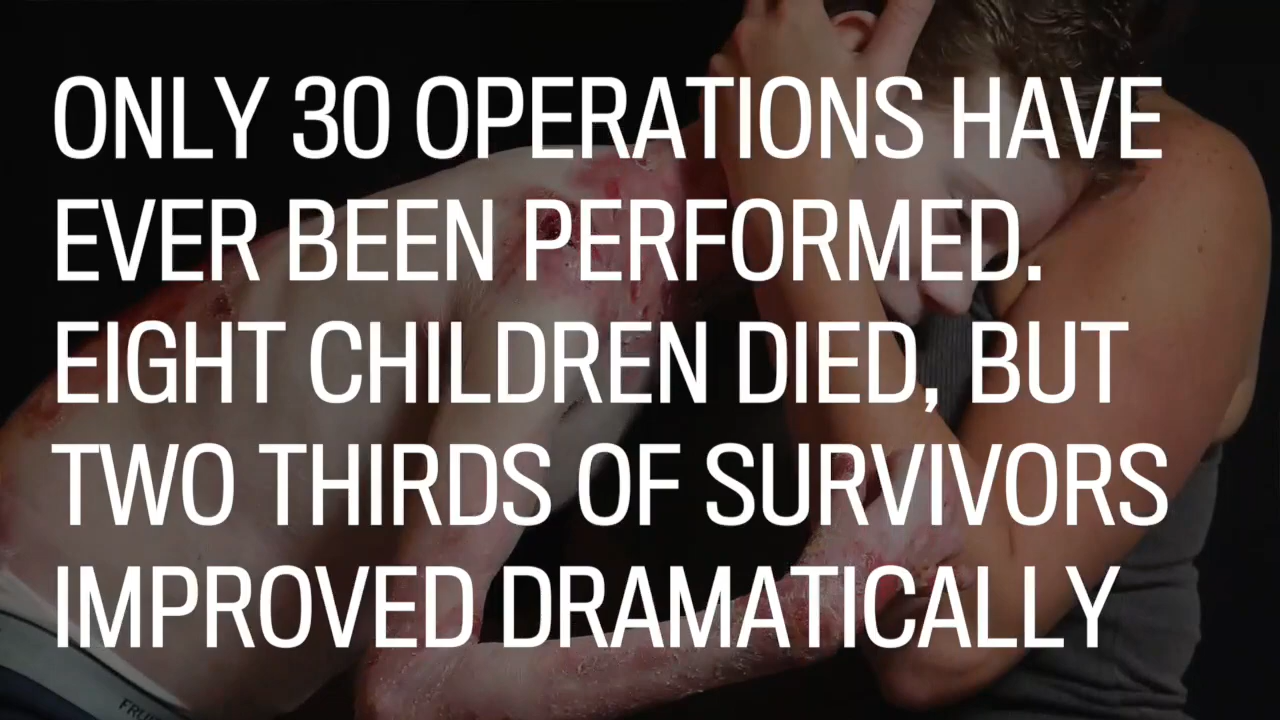 ONLY 30 OPERATIONS HAVE
EVER BEEN PERFORMED.
EIGHT CHILDREN DIED, BUT
TWO THIRDS OF SURVIVORS
IMPROVED DRAMATICALLY